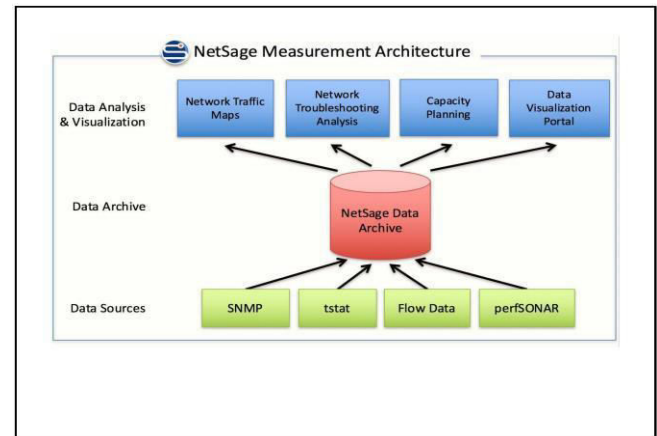 NetSage Measurement Architecture
Data Analysis
& Visualization
Network Traffic
Maps
Network
Troubleshooting
Analysis
Capacity
Planning
Data
Visualization
Portal
Data Archive
NetSage Data
Archive
Data Sources
SNMP
tstat
Flow Data
perfSONAR